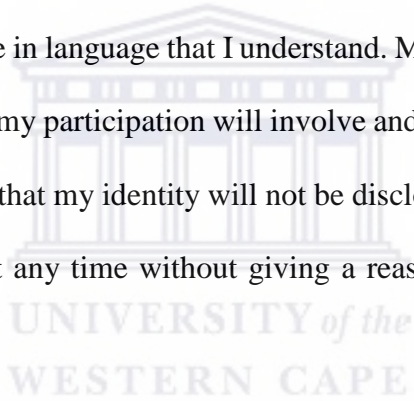 e in language that I understand. M
my participation will involve and
that my identity will not be disclo
t any time without giving a reas
UNIVERSITY of the
WESTERN CAPE